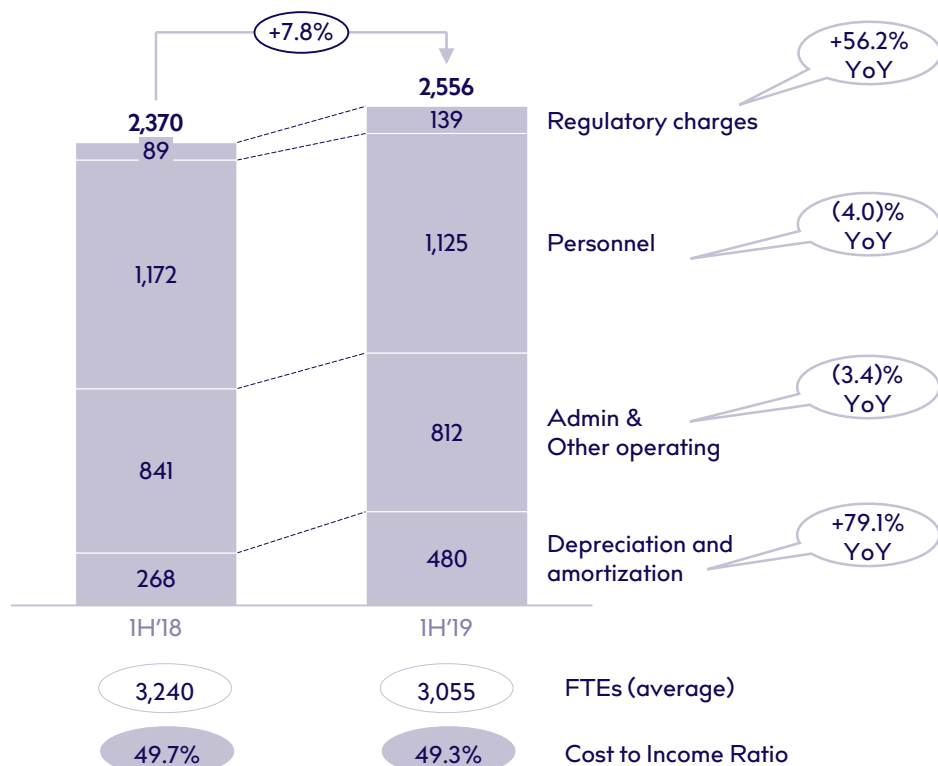 +7.8%
+56.2%
YoY
2,556
2,370
139
Regulatory charges
89
(4.0)%
YoY
1,125
Personnel
1,172
(3.4)%
YoY
Admin &
812
Other operating
841
+79.1%
YoY
Depreciation and
480
amortization
268
1H'18
1H'19
3,240
3,055
FTEs (average)
49.7%
49.3%
Cost to Income Ratio